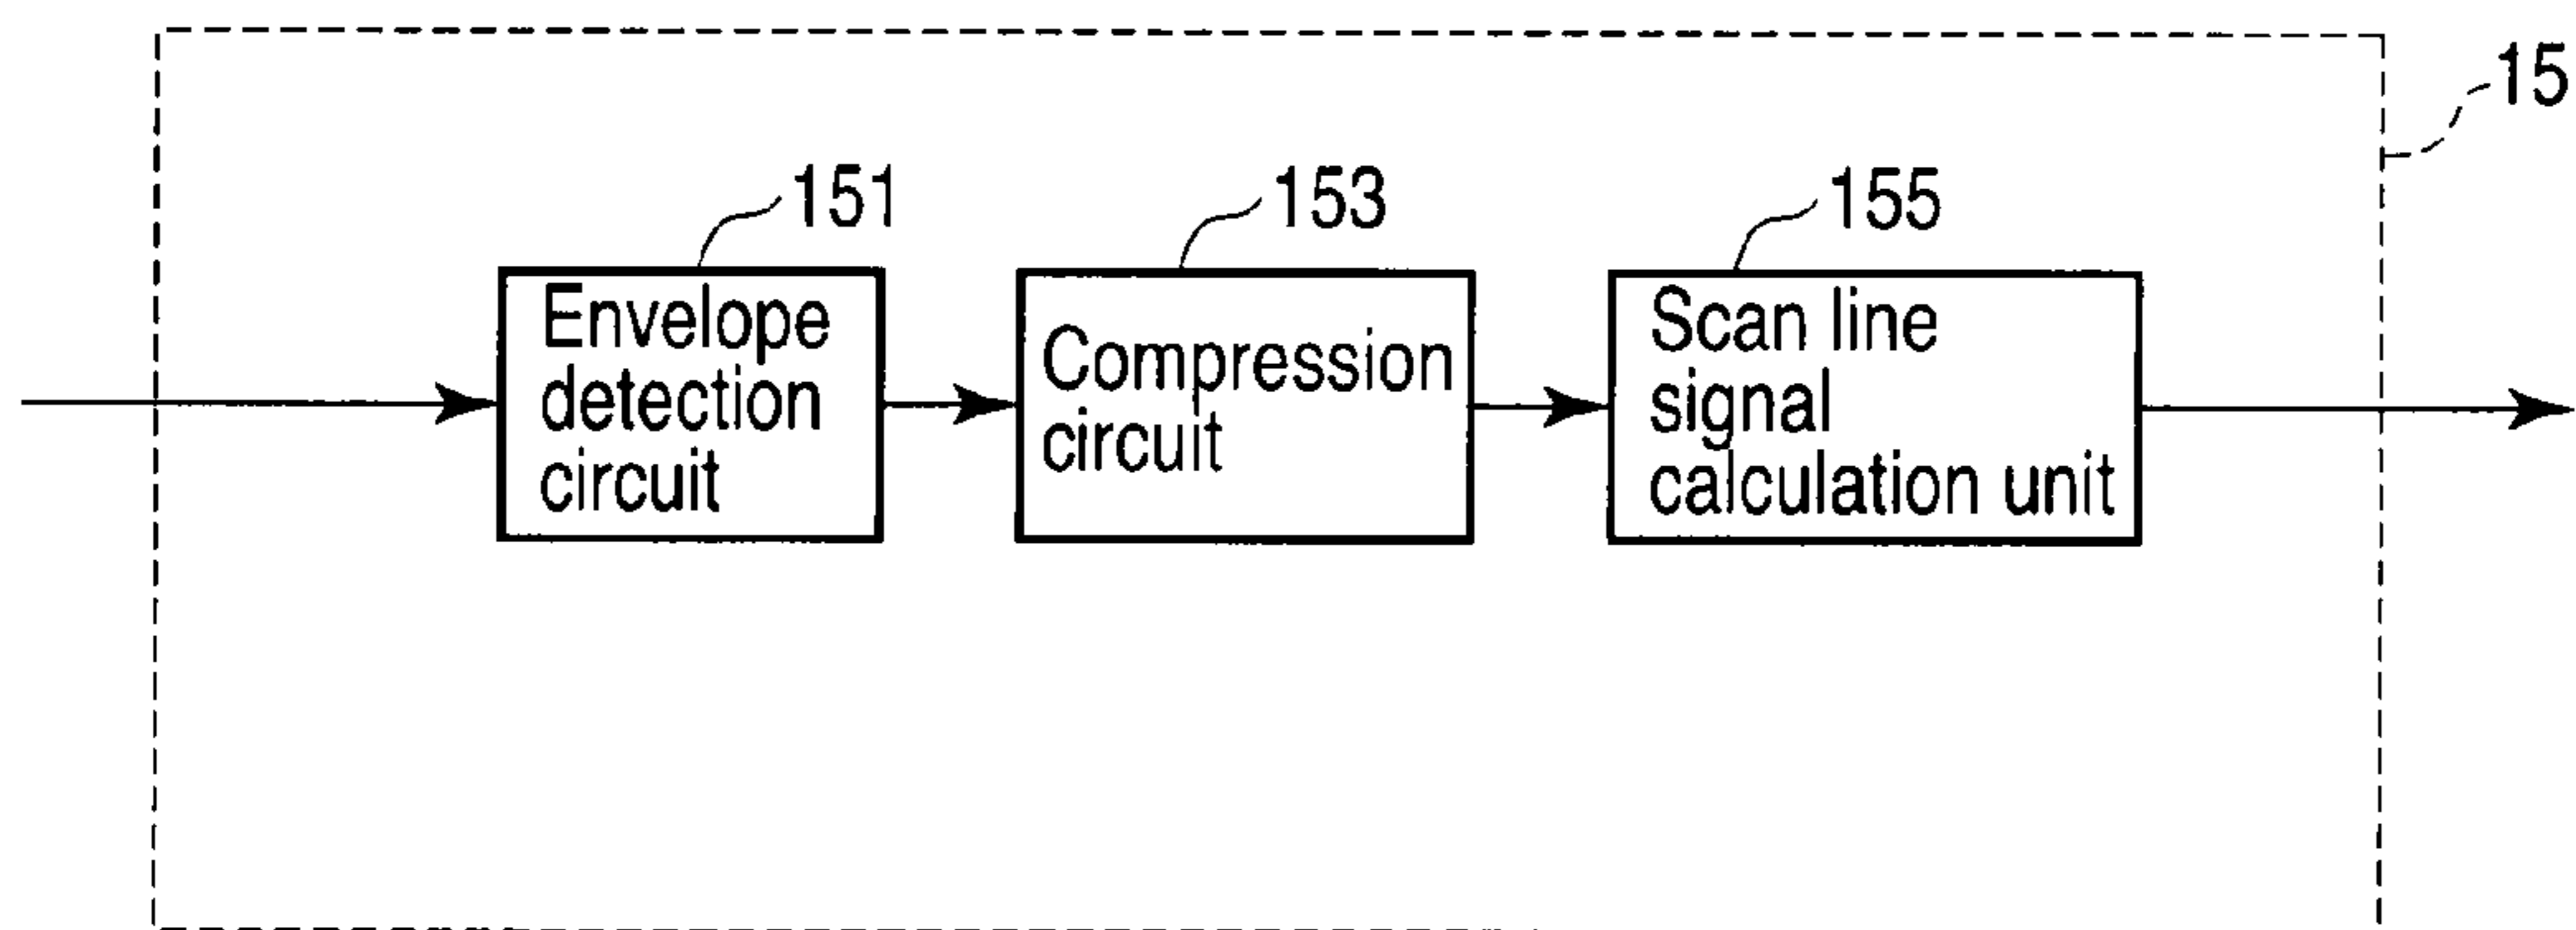 15
151
153
155
Envelope
detection
circuit
Compression
circuit
Scan line
signal
calculation unit